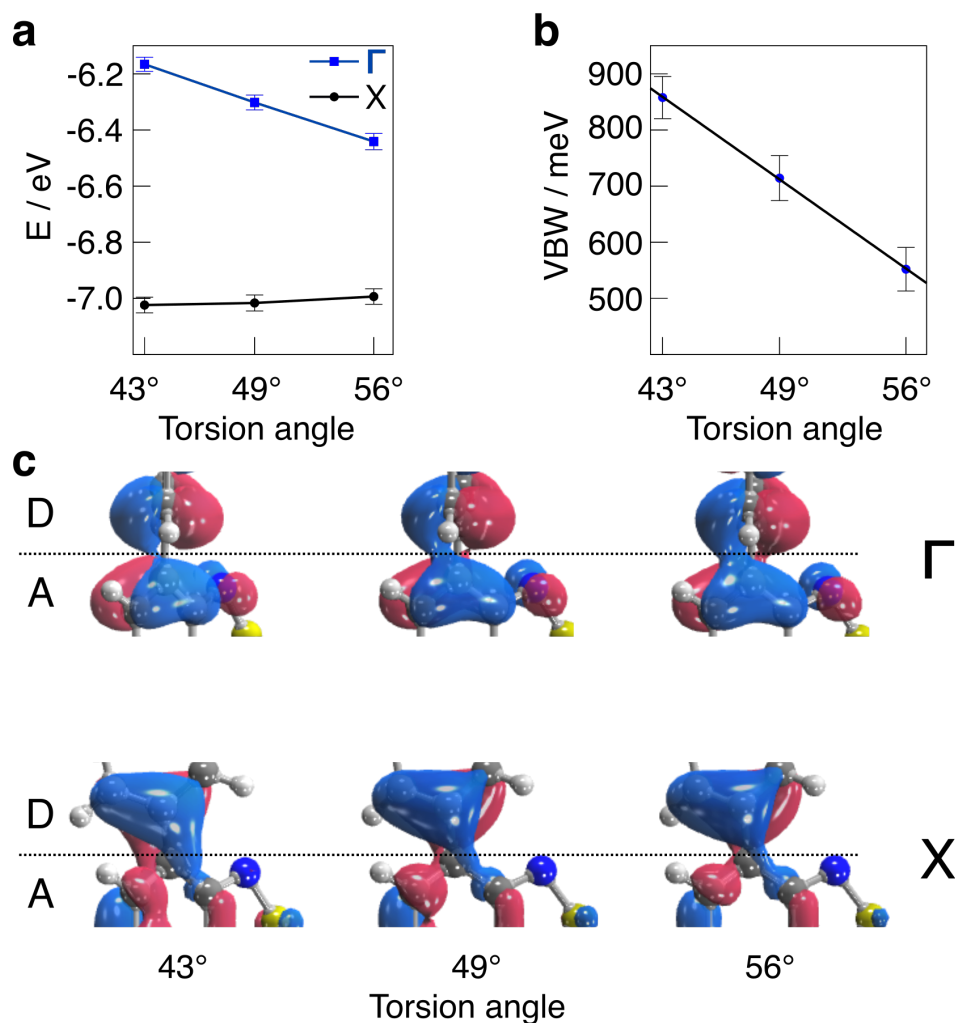 a
b
-6.2
-6.4
-6.6
-6.8
-7.0
E / eV
Γ
X
43°
49°
56°
Torsion angle
900
800
700
600
500
VBW / meV
43°
49°
56°
Torsion angle
c
D
A
Γ
D
A
X
43°
49°
56°
Torsion angle